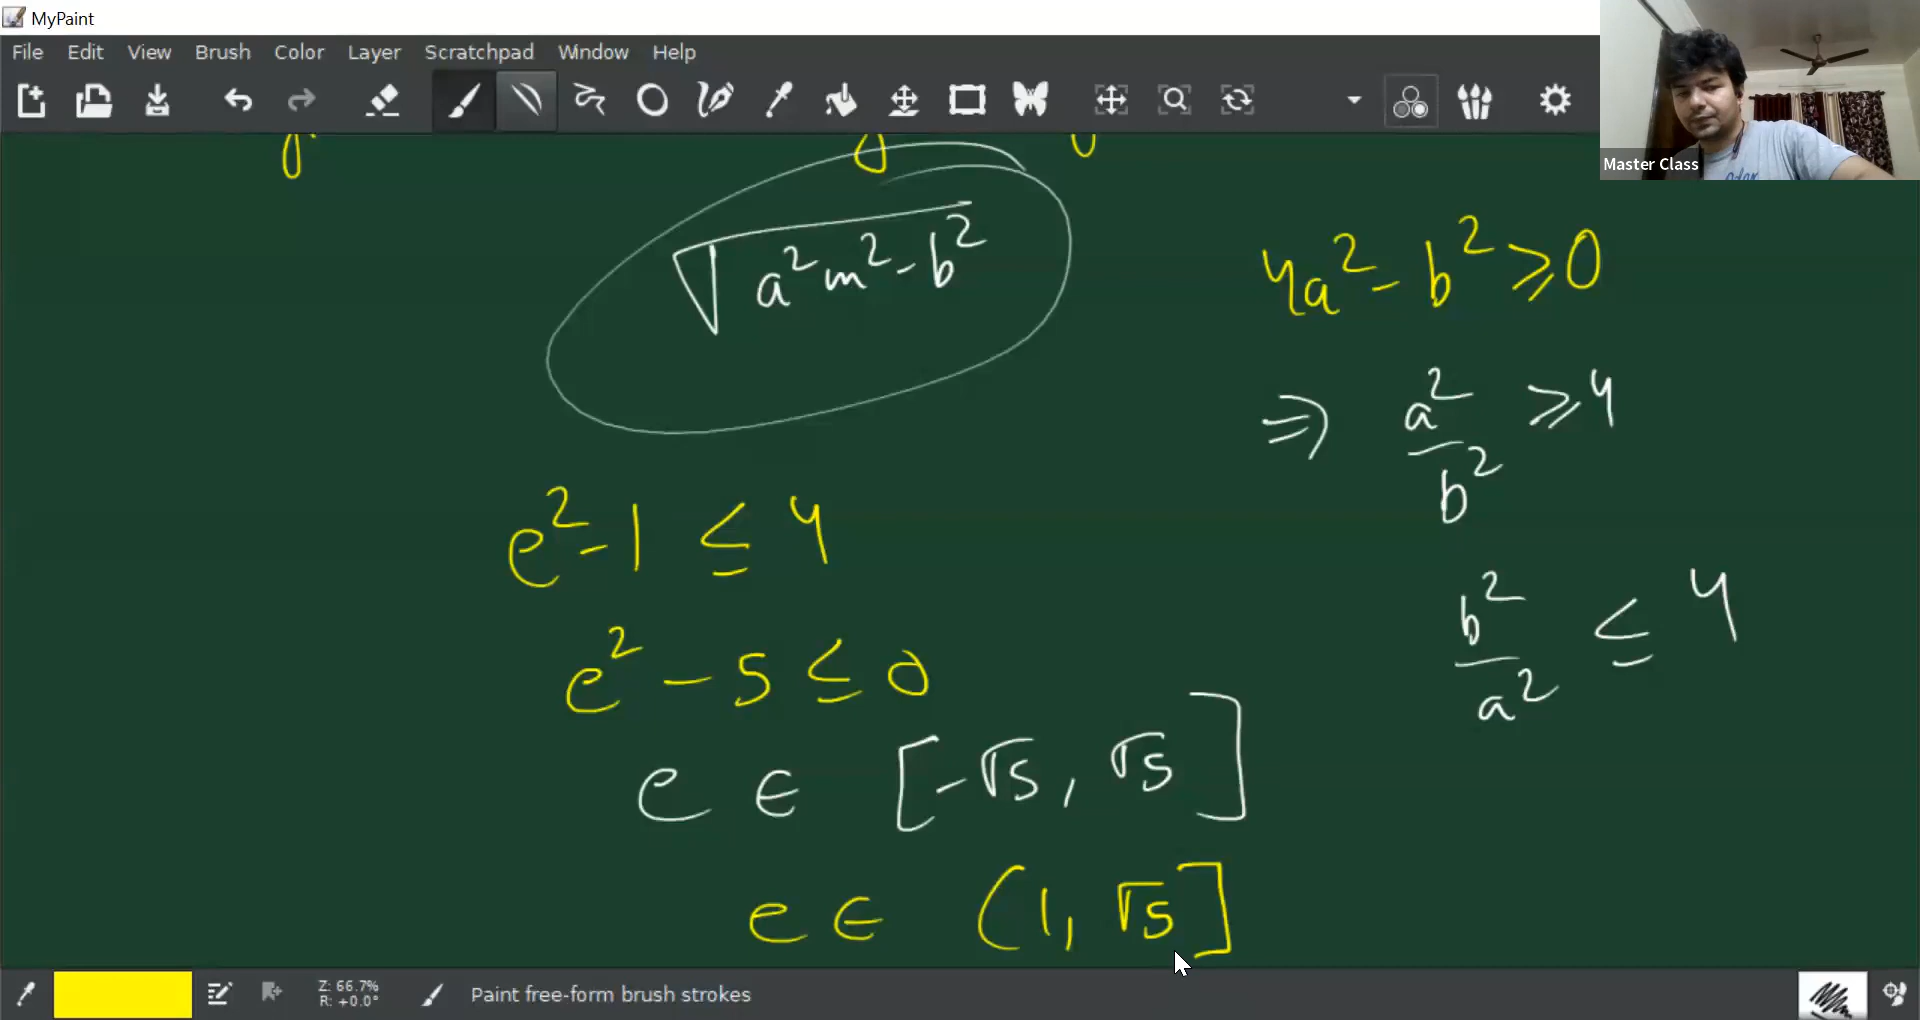 MyPaint
File Edit View Brush Color Layer Scratchpad Window Help
Master Class
√(a²m²-b²)
4a²-b²≥0
⇒ a²/b² ≥4
e²-1 ≤ 4
b²/a² ≤ 4
e²-5≤0
e ∈ [-√5, √5]
e ∈ (1, √5]
Z: 66.7%
R: +0.0°
Paint free-form brush strokes